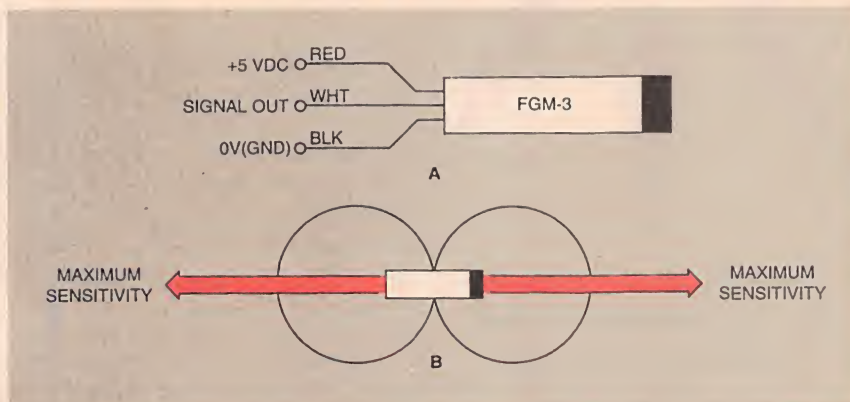 +5 VDC RED
SIGNAL OUT WHT
0V(GND) BLK
FGM-3
A
MAXIMUM
SENSITIVITY
MAXIMUM
SENSITIVITY
B